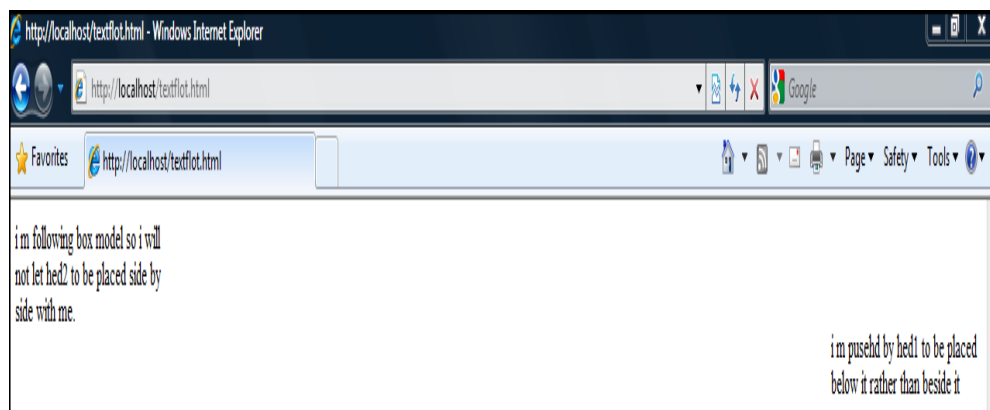 http://localhost/textflot.html - Windows Internet Explorer
http://localhost/textflot.html
Google
Favorites
http://localhost/textflot.html
Page
Safety
Tools
i m following box model so i will
not let hed2 to be placed side by
side with me.
i m pusehd by hed1 to be placed
below it rather than beside it